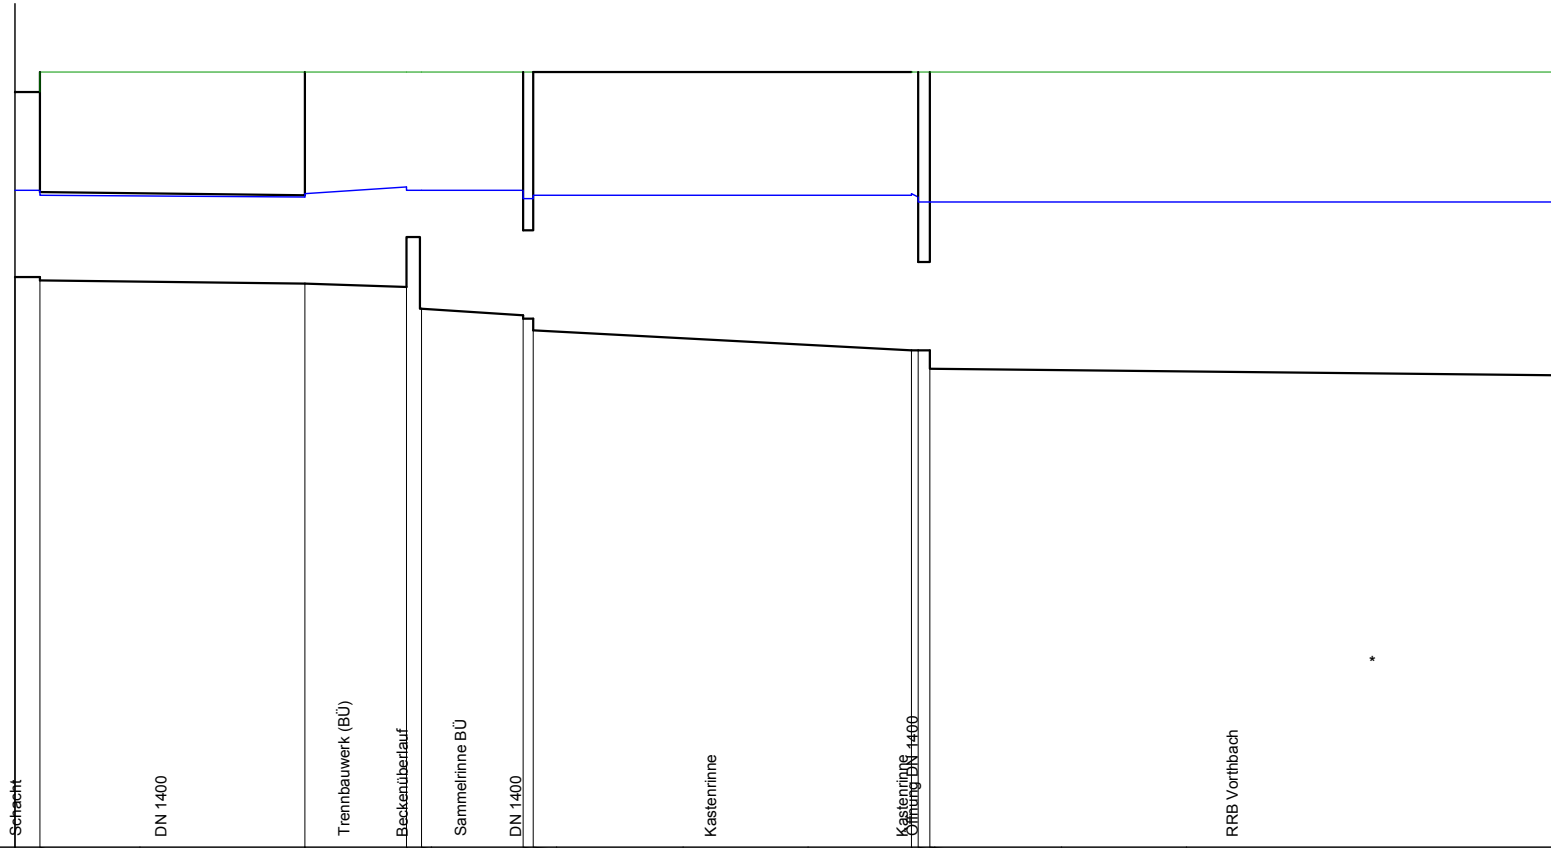 Schacht
DN 1400
Trennbauwerk (BÜ)
Beckenüberlauf
Sammelrinne BÜ
DN 1400
Kastenrinne
Kastenrinne
Öffnung DN 1400
RRB Vorthbach
*